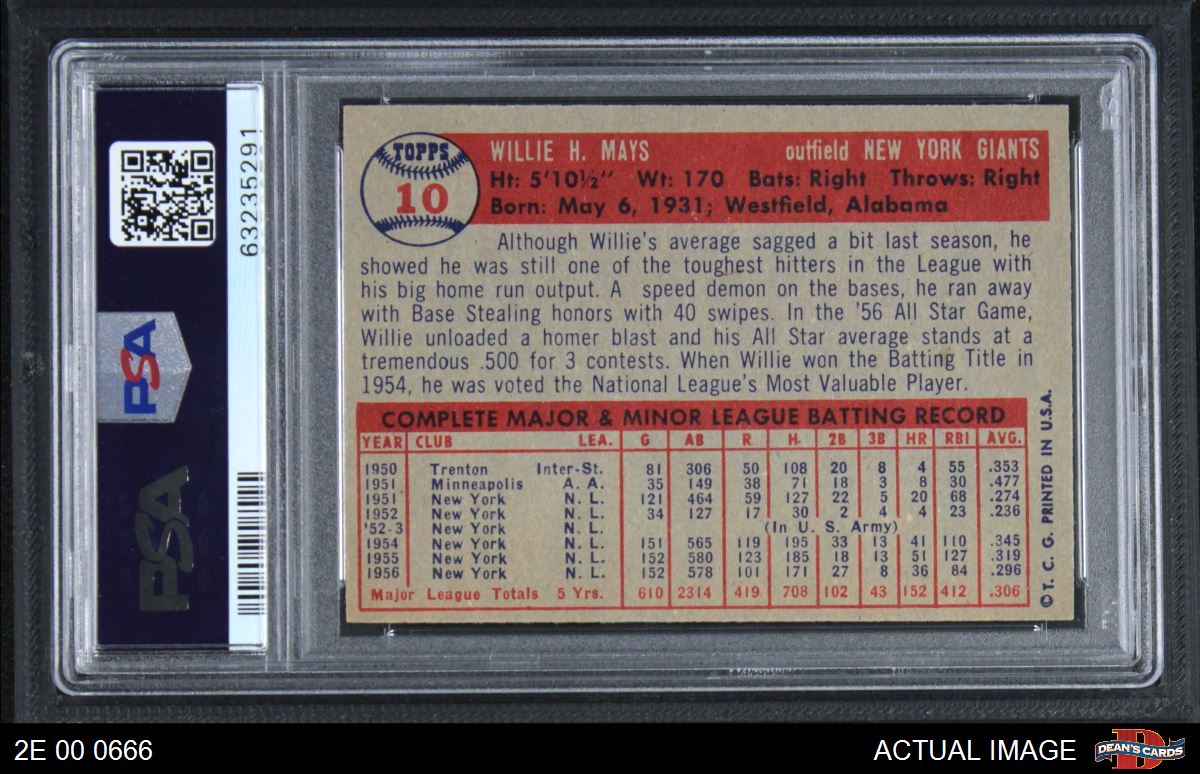 63235291
PSA
PSA
TOPPS
10
WILLIE H. MAYS outfield NEW YORK GIANTS
Ht: 5'10½" Wt: 170 Bats: Right Throws: Right
Born: May 6, 1931; Westfield, Alabama
Although Willie's average sagged a bit last season, he
showed he was still one of the toughest hitters in the League with
his big home run output. A speed demon on the bases, he ran away
with Base Stealing honors with 40 swipes. In the '56 All Star Game,
Willie unloaded a homer blast and his All Star average stands at a
tremendous .500 for 3 contests. When Willie won the Batting Title in
1954, he was voted the National League's Most Valuable Player.
COMPLETE MAJOR & MINOR LEAGUE BATTING RECORD
YEAR CLUB LEA. G AB R H 2B 3B HR RBI AVG.
1950 Trenton Inter-St. 81 306 50 108 20 8 4 55 .353
1951 Minneapolis A. A. 35 149 38 71 18 3 8 30 .477
1951 New York N. L. 121 464 59 127 22 5 20 68 .274
1952 New York N. L. 34 127 17 30 2 4 4 23 .236
'52-3 New York N. L. (In U. S. Army)
1954 New York N. L. 151 565 119 195 33 13 41 110 .345
1955 New York N. L. 152 580 123 185 18 13 51 127 .319
1956 New York N. L. 152 578 101 171 27 8 36 84 .296
Major League Totals 5 Yrs. 610 2314 419 708 102 43 152 412 .306
© T. C. G. PRINTED IN U.S.A.
2E 00 0666
ACTUAL IMAGE
DEAN'S CARDS